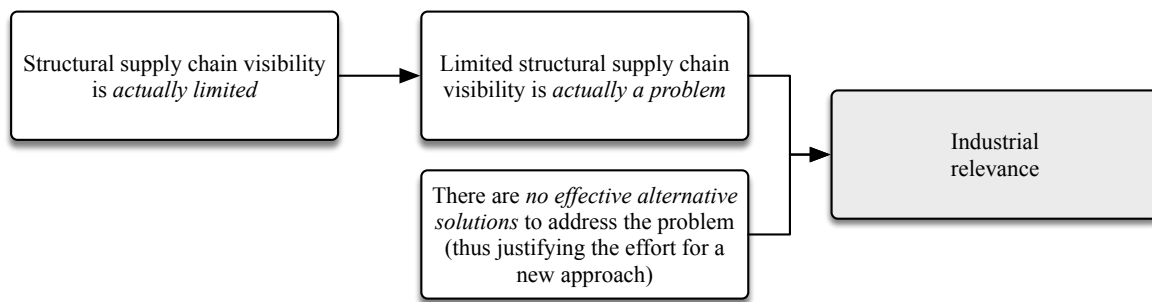 Structural supply chain visibility
is actually limited
Limited structural supply chain
visibility is actually a problem
Industrial
relevance
There are no effective alternative
solutions to address the problem
(thus justifying the effort for a
new approach)